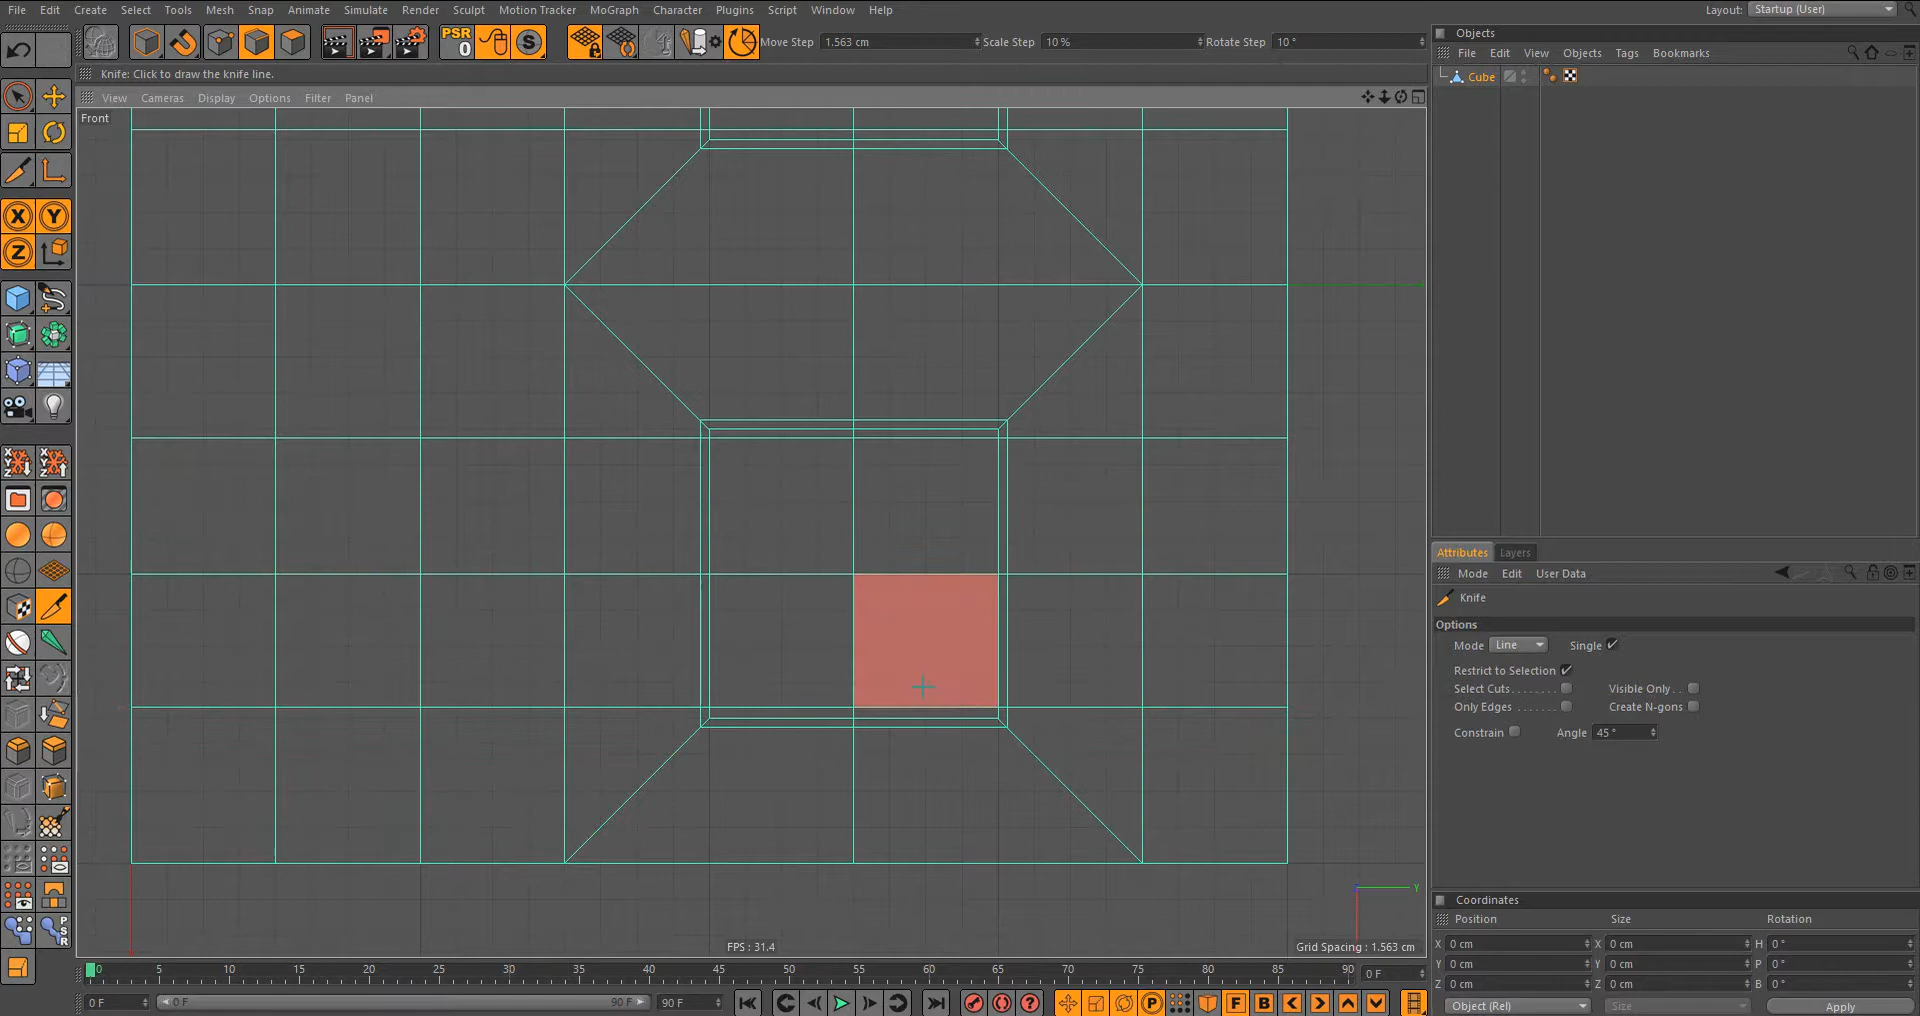 File Edit Create Select Tools Mesh Snap Animate Simulate Render Sculpt Motion Tracker MoGraph Character Plugins Script Window Help Layout: Startup (User)
PSR 0 S Move Step 1.563 cm Scale Step 10 % Rotate Step 10 °
Knife: Click to draw the knife line.
View Cameras Display Options Filter Panel
Front
X Y
Z
FPS : 31.4
Y
Grid Spacing : 1.563 cm
0 5 10 15 20 25 30 35 40 45 50 55 60 65 70 75 80 85 90 0 F
0 F 0 F 90 F 90 F P F B
Objects
File Edit View Objects Tags Bookmarks
Cube
Attributes Layers
Mode Edit User Data
Knife
Options
Mode Line Single
Restrict to Selection
Select Cuts . . . . . . . . Visible Only . .
Only Edges . . . . . . . Create N-gons
Constrain Angle 45 °
Coordinates
Position Size Rotation
X 0 cm X 0 cm H 0 °
Y 0 cm Y 0 cm P 0 °
Z 0 cm Z 0 cm B 0 °
Object (Rel) Size Apply